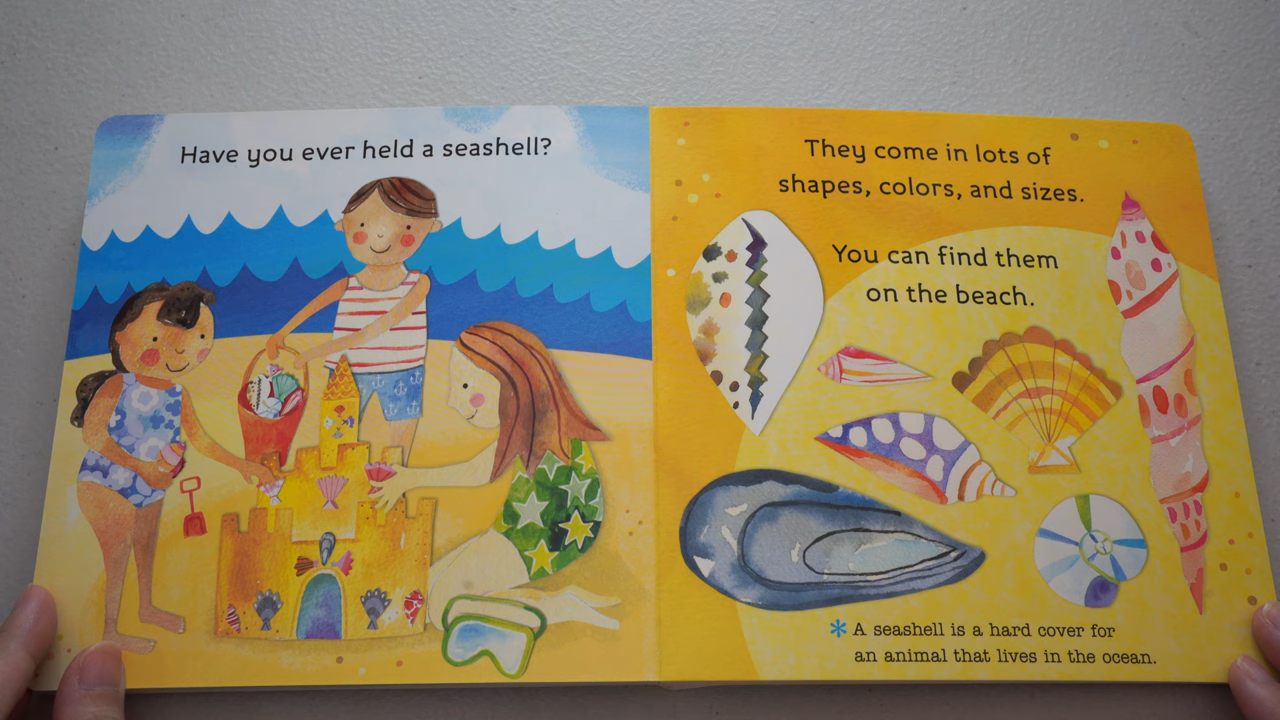 Have you ever held a seashell?
They come in lots of
shapes, colors, and sizes.
You can find them
on the beach.
* A seashell is a hard cover for
an animal that lives in the ocean.